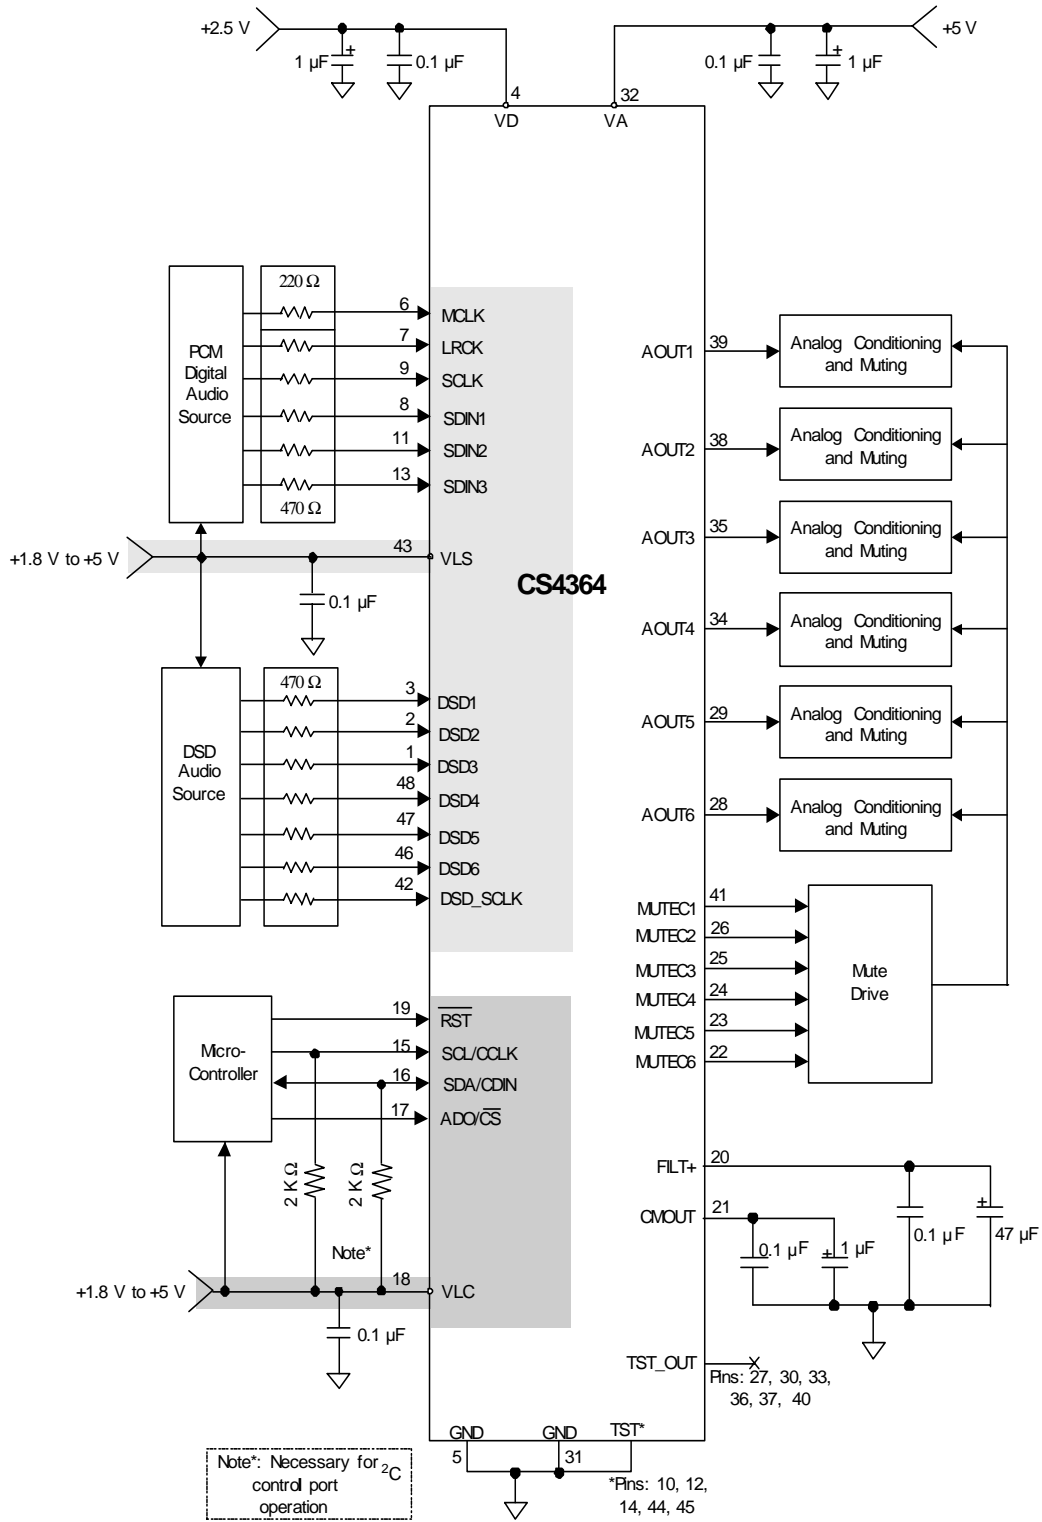 +2.5 V
1 µF
+
0.1 µF
0.1 µF
+
1 µF
+5 V
4
32
VD
VA
220 Ω
PCM
Digital
Audio
Source
6
MCLK
7
LRCK
9
SCLK
8
SDIN1
11
SDIN2
13
SDIN3
470 Ω
+1.8 V to +5 V
43
VLS
0.1 µF
CS4364
470 Ω
DSD
Audio
Source
3
DSD1
2
DSD2
1
DSD3
48
DSD4
47
DSD5
46
DSD6
42
DSD_SCLK
Micro-
Controller
19
RST
15
SCL/CCLK
16
SDA/CDIN
17
ADO/CS
2 K Ω
2 K Ω
Note*
+1.8 V to +5 V
18
VLC
0.1 µF
AOUT1
39
Analog Conditioning
and Muting
AOUT2
38
Analog Conditioning
and Muting
AOUT3
35
Analog Conditioning
and Muting
AOUT4
34
Analog Conditioning
and Muting
AOUT5
29
Analog Conditioning
and Muting
AOUT6
28
Analog Conditioning
and Muting
MUTEC1
41
MUTEC2
26
MUTEC3
25
MUTEC4
24
MUTEC5
23
MUTEC6
22
Mute
Drive
FILT+
20
CMOUT
21
0.1 µF
+
1 µF
0.1 µF
+
47 µF
TST_OUT
Pins: 27, 30, 33,
36, 37, 40
GND
GND
TST*
5
31
*Pins: 10, 12,
14, 44, 45
Note*: Necessary for ²C
control port
operation